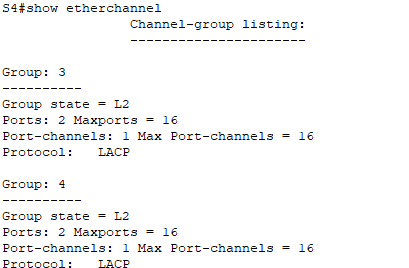 S4#show etherchannel
Channel-group listing:
----------------------
Group: 3
----------
Group state = L2
Ports: 2 Maxports = 16
Port-channels: 1 Max Port-channels = 16
Protocol:   LACP
Group: 4
----------
Group state = L2
Ports: 2 Maxports = 16
Port-channels: 1 Max Port-channels = 16
Protocol:   LACP